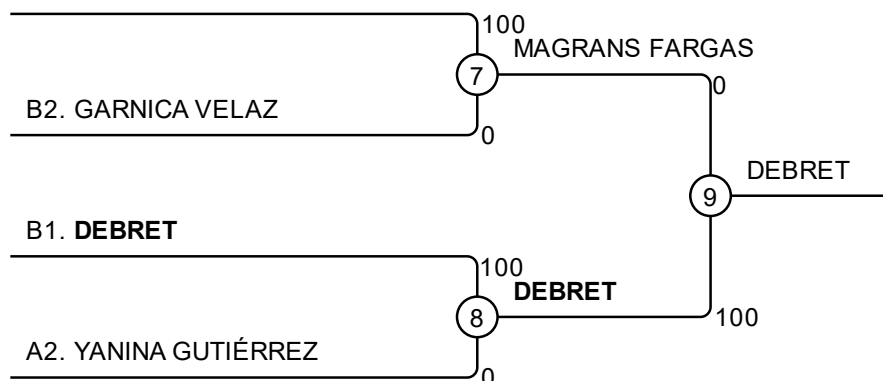 100
MAGRANS FARGAS
7
0
B2. GARNICA VELAZ
0
DEBRET
9
B1. DEBRET
100
DEBRET
8
100
A2. YANINA GUTIÉRREZ
0